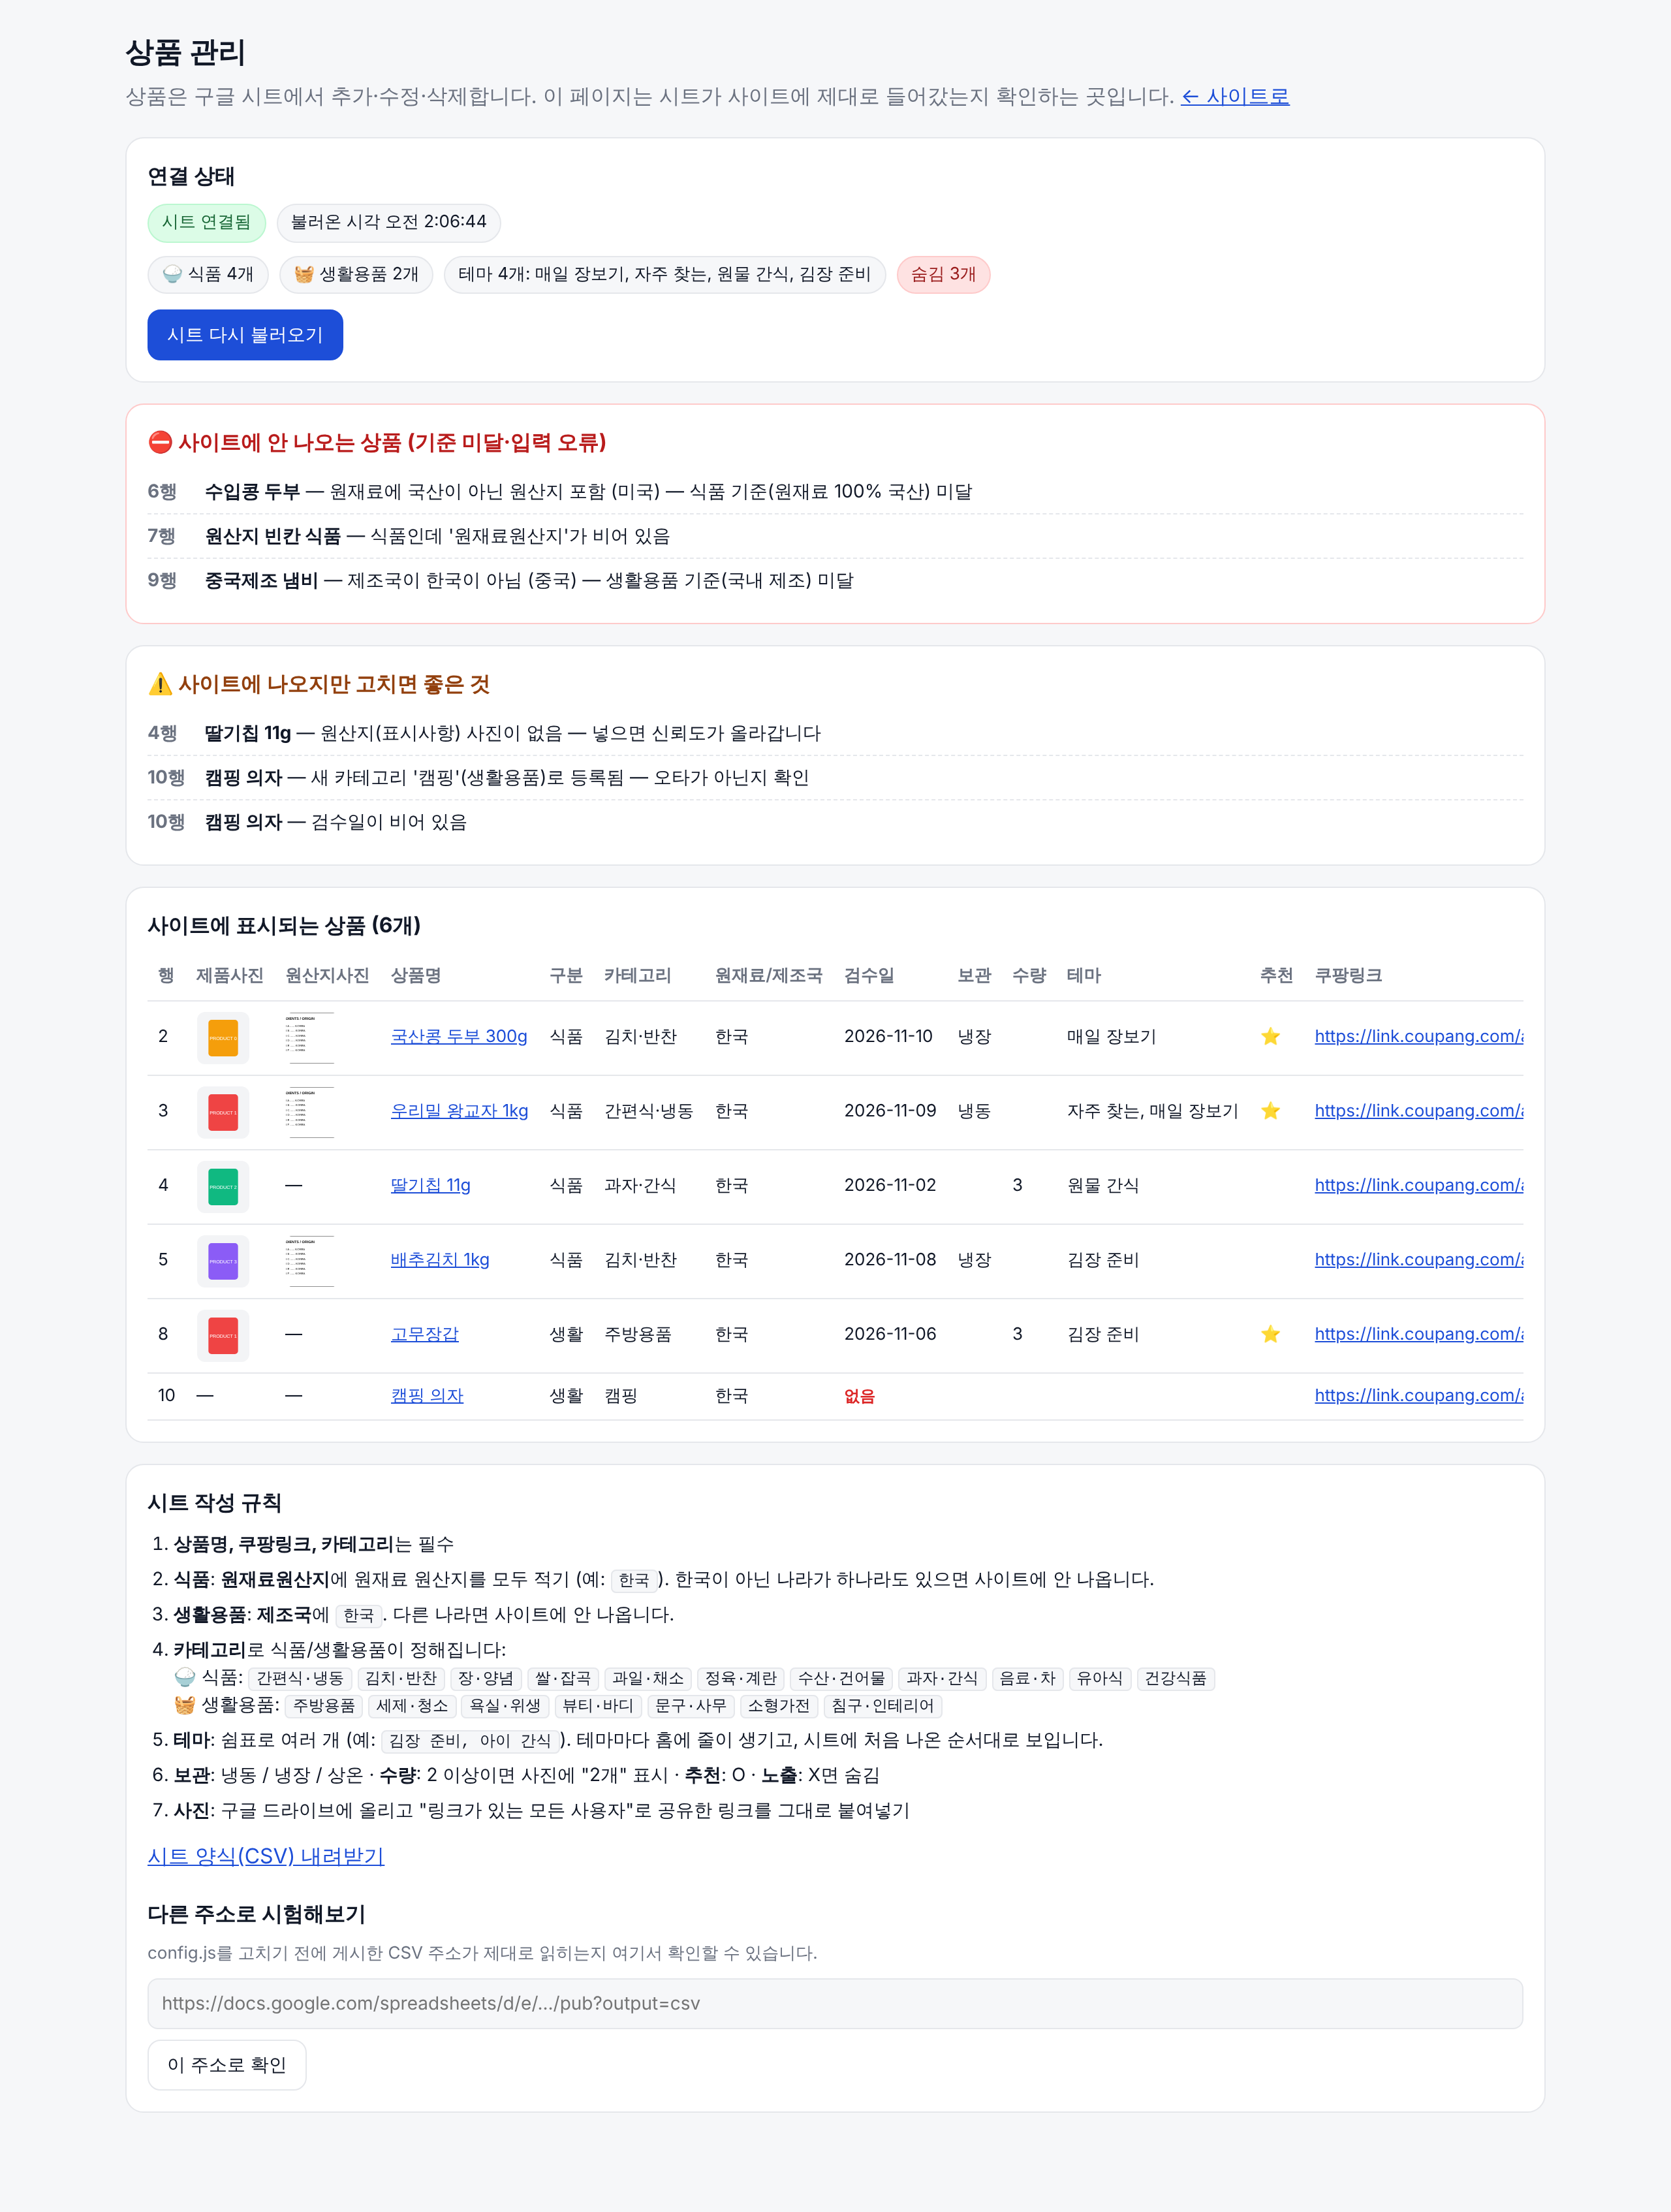 상품 관리
상품은 구글 시트에서 추가·수정·삭제합니다. 이 페이지는 시트가 사이트에 제대로 들어갔는지 확인하는 곳입니다. ← 사이트로
연결 상태
시트 연결됨 불러온 시각 오전 2:06:44
🍚 식품 4개 🧺 생활용품 2개 테마 4개: 매일 장보기, 자주 찾는, 원물 간식, 김장 준비 숨김 3개
시트 다시 불러오기
⛔ 사이트에 안 나오는 상품 (기준 미달·입력 오류)
6행 수입콩 두부 — 원재료에 국산이 아닌 원산지 포함 (미국) — 식품 기준(원재료 100% 국산) 미달
7행 원산지 빈칸 식품 — 식품인데 '원재료원산지'가 비어 있음
9행 중국제조 냄비 — 제조국이 한국이 아님 (중국) — 생활용품 기준(국내 제조) 미달
⚠️ 사이트에 나오지만 고치면 좋은 것
4행 딸기칩 11g — 원산지(표시사항) 사진이 없음 — 넣으면 신뢰도가 올라갑니다
10행 캠핑 의자 — 새 카테고리 '캠핑'(생활용품)로 등록됨 — 오타가 아닌지 확인
10행 캠핑 의자 — 검수일이 비어 있음
사이트에 표시되는 상품 (6개)
행 제품사진 원산지사진 상품명 구분 카테고리 원재료/제조국 검수일 보관 수량 테마 추천 쿠팡링크
2 국산콩 두부 300g 식품 김치·반찬 한국 2026-11-10 냉장 매일 장보기 ⭐ https://link.coupang.com/a
3 우리밀 왕교자 1kg 식품 간편식·냉동 한국 2026-11-09 냉동 자주 찾는, 매일 장보기 ⭐ https://link.coupang.com/a
4 — 딸기칩 11g 식품 과자·간식 한국 2026-11-02 3 원물 간식 https://link.coupang.com/a
5 배추김치 1kg 식품 김치·반찬 한국 2026-11-08 냉장 김장 준비 https://link.coupang.com/a
8 — 고무장갑 생활 주방용품 한국 2026-11-06 3 김장 준비 ⭐ https://link.coupang.com/a
10 — — 캠핑 의자 생활 캠핑 한국 없음 https://link.coupang.com/a
시트 작성 규칙
1. 상품명, 쿠팡링크, 카테고리는 필수
2. 식품: 원재료원산지에 원재료 원산지를 모두 적기 (예: 한국). 한국이 아닌 나라가 하나라도 있으면 사이트에 안 나옵니다.
3. 생활용품: 제조국에 한국. 다른 나라면 사이트에 안 나옵니다.
4. 카테고리로 식품/생활용품이 정해집니다:
🍚 식품: 간편식·냉동 김치·반찬 장·양념 쌀·잡곡 과일·채소 정육·계란 수산·건어물 과자·간식 음료·차 유아식 건강식품
🧺 생활용품: 주방용품 세제·청소 욕실·위생 뷰티·바디 문구·사무 소형가전 침구·인테리어
5. 테마: 쉼표로 여러 개 (예: 김장 준비, 아이 간식). 테마마다 홈에 줄이 생기고, 시트에 처음 나온 순서대로 보입니다.
6. 보관: 냉동 / 냉장 / 상온 · 수량: 2 이상이면 사진에 "2개" 표시 · 추천: O · 노출: X면 숨김
7. 사진: 구글 드라이브에 올리고 "링크가 있는 모든 사용자"로 공유한 링크를 그대로 붙여넣기
시트 양식(CSV) 내려받기
다른 주소로 시험해보기
config.js를 고치기 전에 게시한 CSV 주소가 제대로 읽히는지 여기서 확인할 수 있습니다.
https://docs.google.com/spreadsheets/d/e/.../pub?output=csv
이 주소로 확인